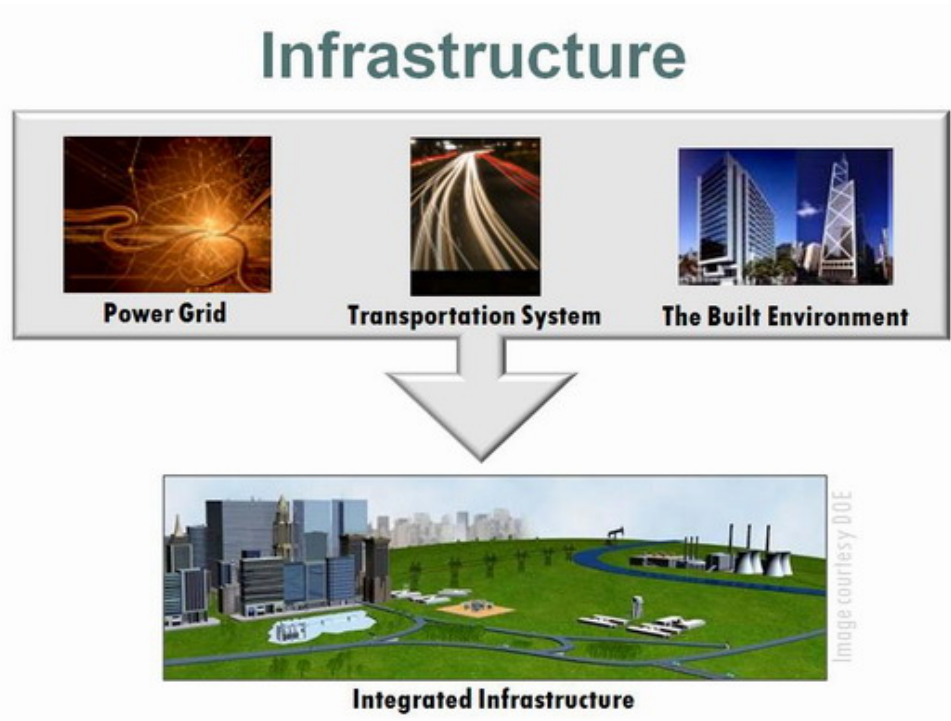 Infrastructure
Power Grid
Transportation System
The Built Environment
Image courtesy DOE
Integrated Infrastructure